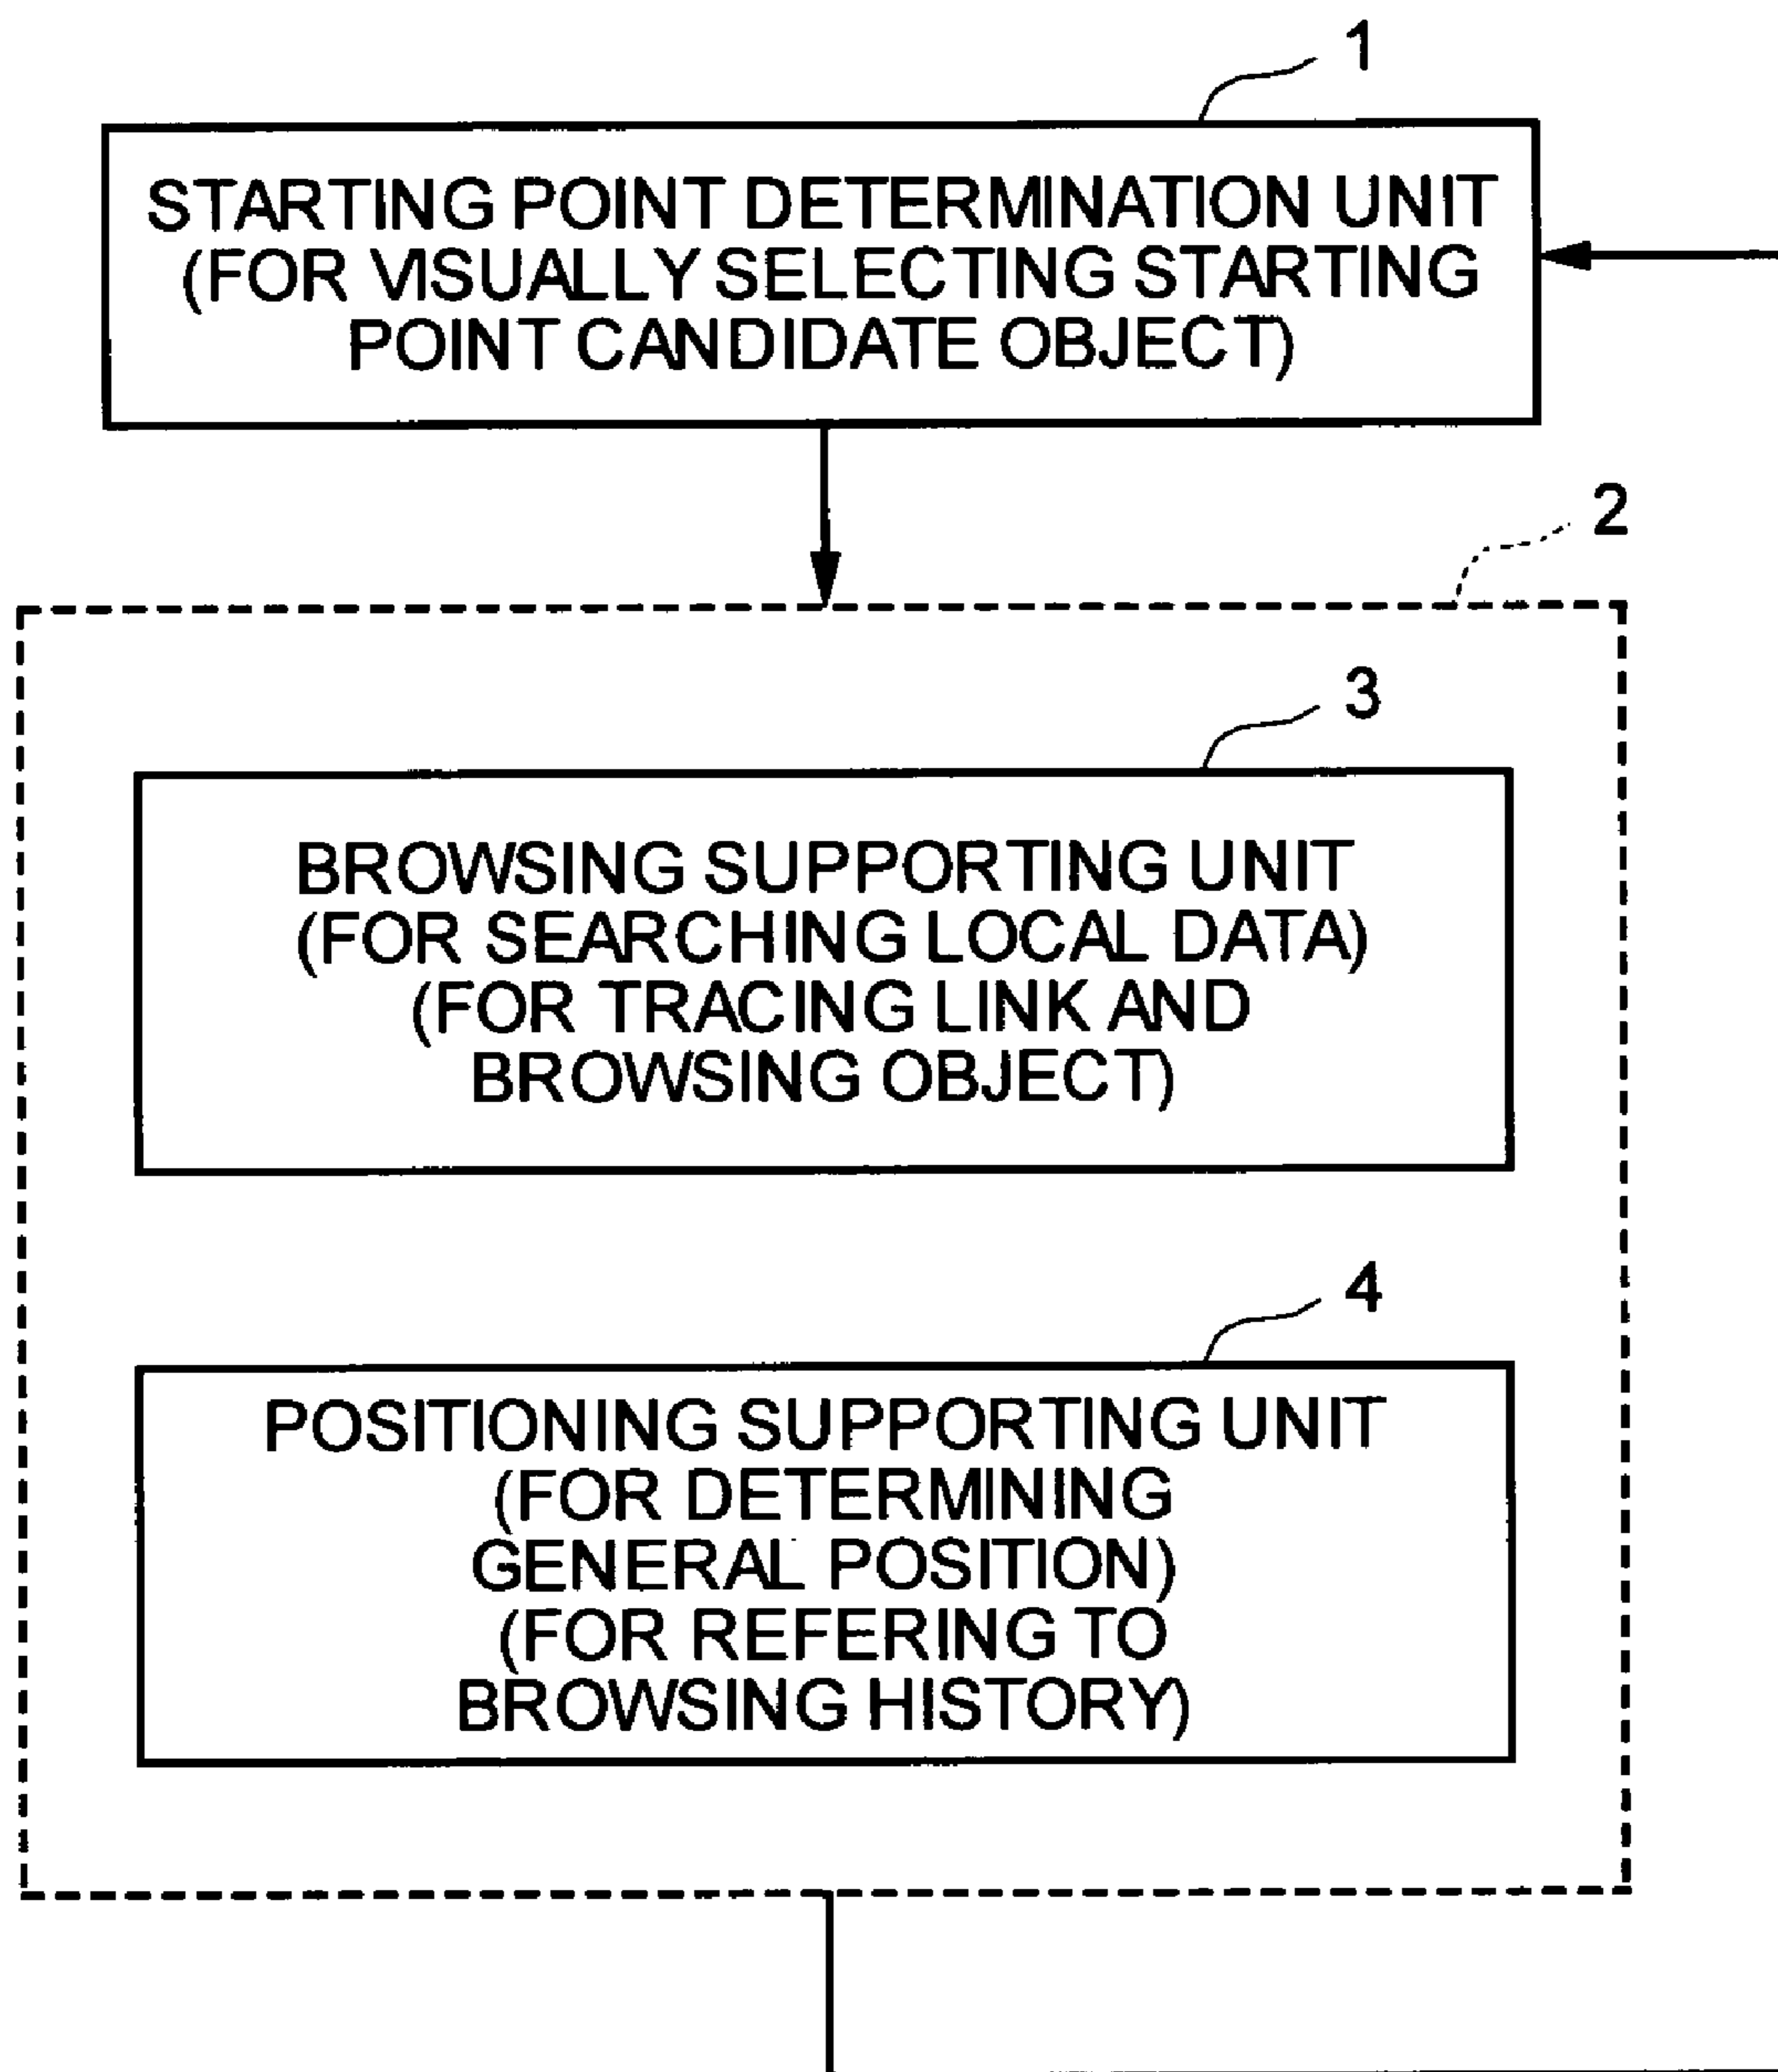 1
STARTING POINT DETERMINATION UNIT
(FOR VISUALLY SELECTING STARTING
POINT CANDIDATE OBJECT)
2
3
BROWSING SUPPORTING UNIT
(FOR SEARCHING LOCAL DATA)
(FOR TRACING LINK AND
BROWSING OBJECT)
4
POSITIONING SUPPORTING UNIT
(FOR DETERMINING
GENERAL POSITION)
(FOR REFERING TO
BROWSING HISTORY)